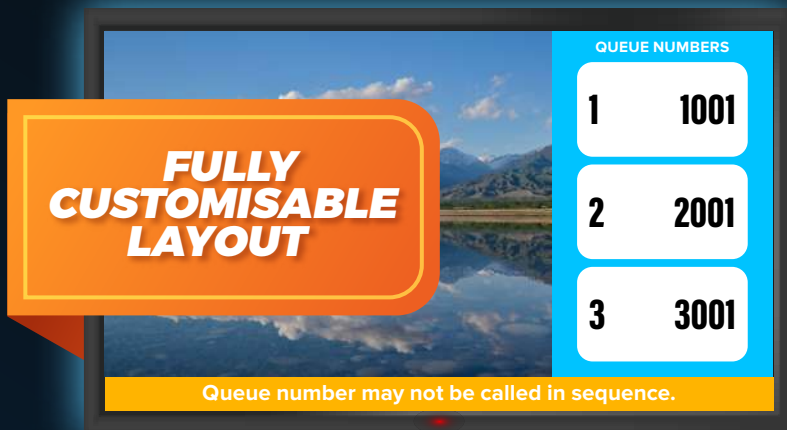 FULLY
CUSTOMISABLE
LAYOUT
QUEUE NUMBERS
1 1001
2 2001
3 3001
Queue number may not be called in sequence.